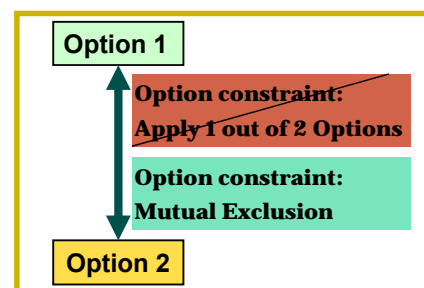 Option 1
Option constraint:
Apply 1 out of 2 Options
Option constraint:
Mutual Exclusion
Option 2